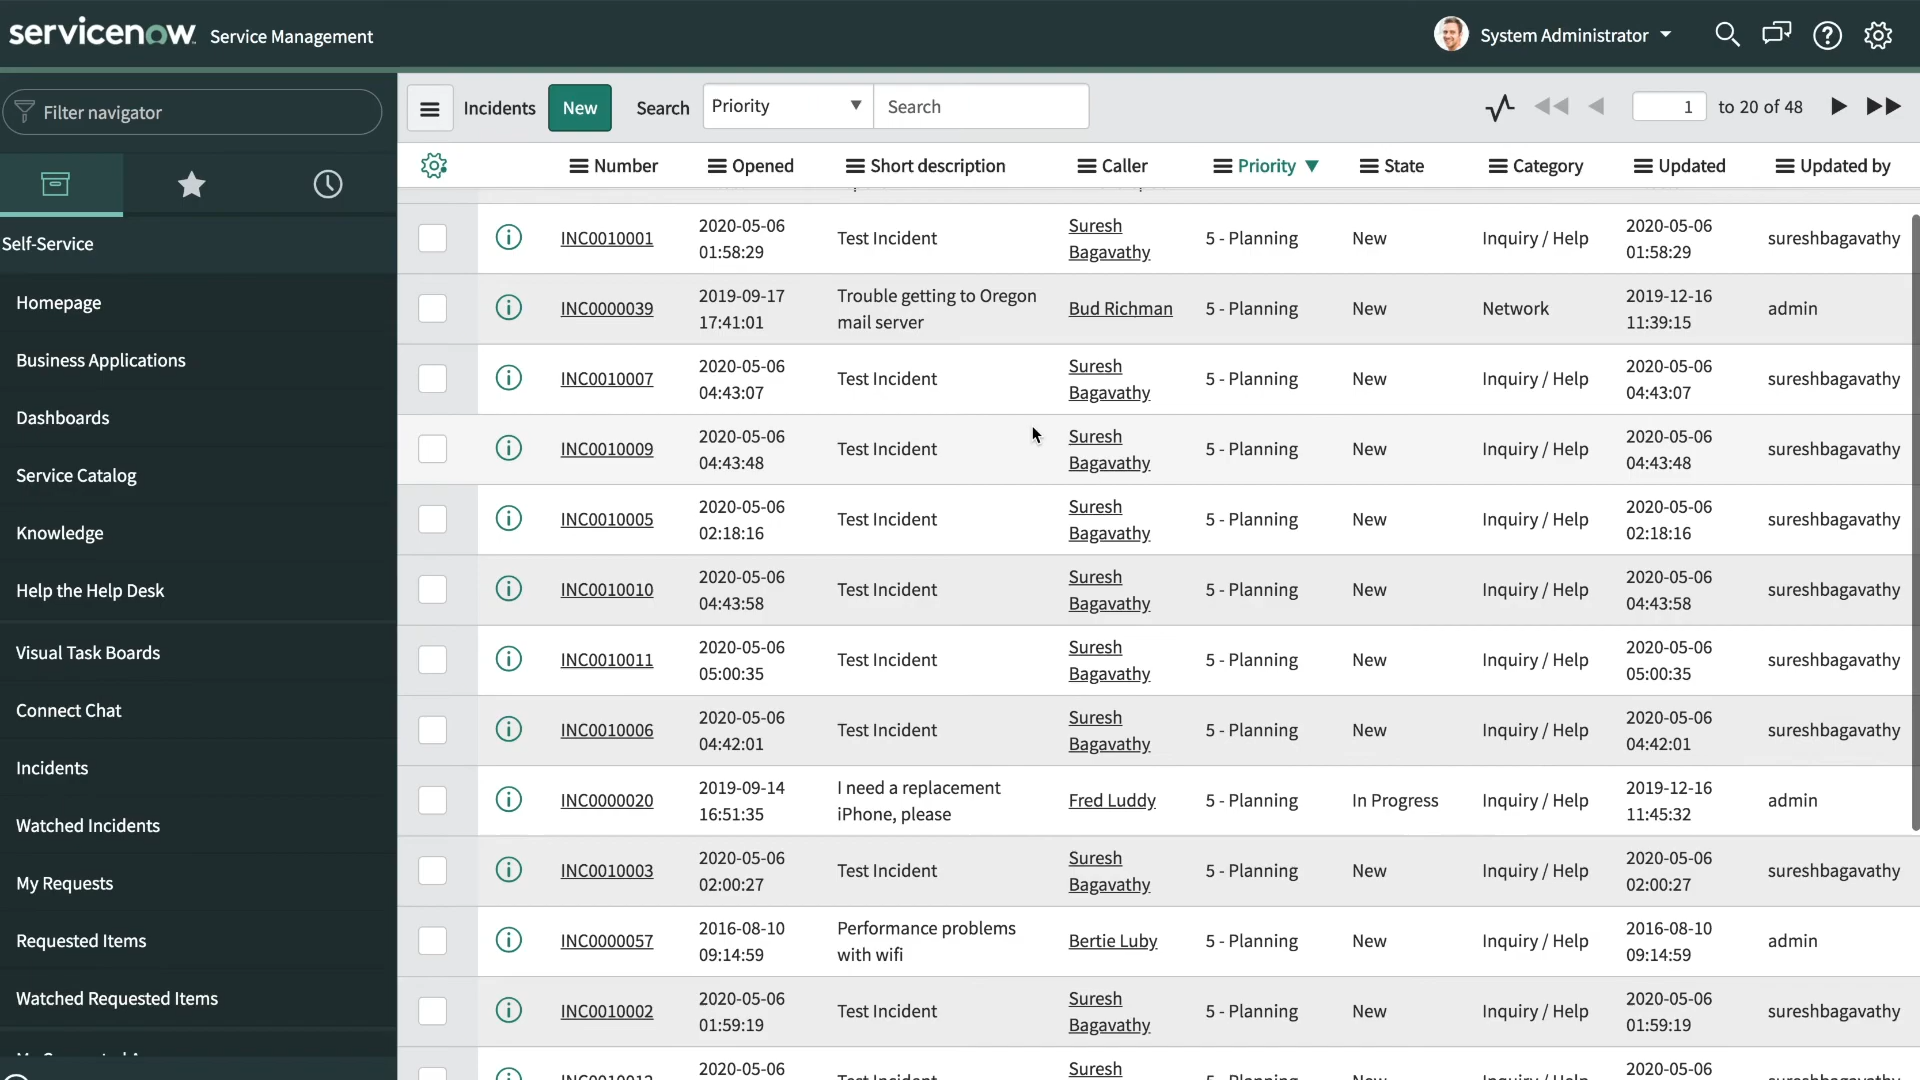 servicenow Service Management
System Administrator
Filter navigator
Self-Service
Homepage
Business Applications
Dashboards
Service Catalog
Knowledge
Help the Help Desk
Visual Task Boards
Connect Chat
Incidents
Watched Incidents
My Requests
Requested Items
Watched Requested Items
Incidents New Search Priority Search 1 to 20 of 48
Number Opened Short description Caller Priority State Category Updated Updated by
INC0010001 2020-05-06 01:58:29 Test Incident Suresh Bagavathy 5 - Planning New Inquiry / Help 2020-05-06 01:58:29 sureshbagavathy
INC0000039 2019-09-17 17:41:01 Trouble getting to Oregon mail server Bud Richman 5 - Planning New Network 2019-12-16 11:39:15 admin
INC0010007 2020-05-06 04:43:07 Test Incident Suresh Bagavathy 5 - Planning New Inquiry / Help 2020-05-06 04:43:07 sureshbagavathy
INC0010009 2020-05-06 04:43:48 Test Incident Suresh Bagavathy 5 - Planning New Inquiry / Help 2020-05-06 04:43:48 sureshbagavathy
INC0010005 2020-05-06 02:18:16 Test Incident Suresh Bagavathy 5 - Planning New Inquiry / Help 2020-05-06 02:18:16 sureshbagavathy
INC0010010 2020-05-06 04:43:58 Test Incident Suresh Bagavathy 5 - Planning New Inquiry / Help 2020-05-06 04:43:58 sureshbagavathy
INC0010011 2020-05-06 05:00:35 Test Incident Suresh Bagavathy 5 - Planning New Inquiry / Help 2020-05-06 05:00:35 sureshbagavathy
INC0010006 2020-05-06 04:42:01 Test Incident Suresh Bagavathy 5 - Planning New Inquiry / Help 2020-05-06 04:42:01 sureshbagavathy
INC0000020 2019-09-14 16:51:35 I need a replacement iPhone, please Fred Luddy 5 - Planning In Progress Inquiry / Help 2019-12-16 11:45:32 admin
INC0010003 2020-05-06 02:00:27 Test Incident Suresh Bagavathy 5 - Planning New Inquiry / Help 2020-05-06 02:00:27 sureshbagavathy
INC0000057 2016-08-10 09:14:59 Performance problems with wifi Bertie Luby 5 - Planning New Inquiry / Help 2016-08-10 09:14:59 admin
INC0010002 2020-05-06 01:59:19 Test Incident Suresh Bagavathy 5 - Planning New Inquiry / Help 2020-05-06 01:59:19 sureshbagavathy
2020-05-06 Suresh 2020-05-06